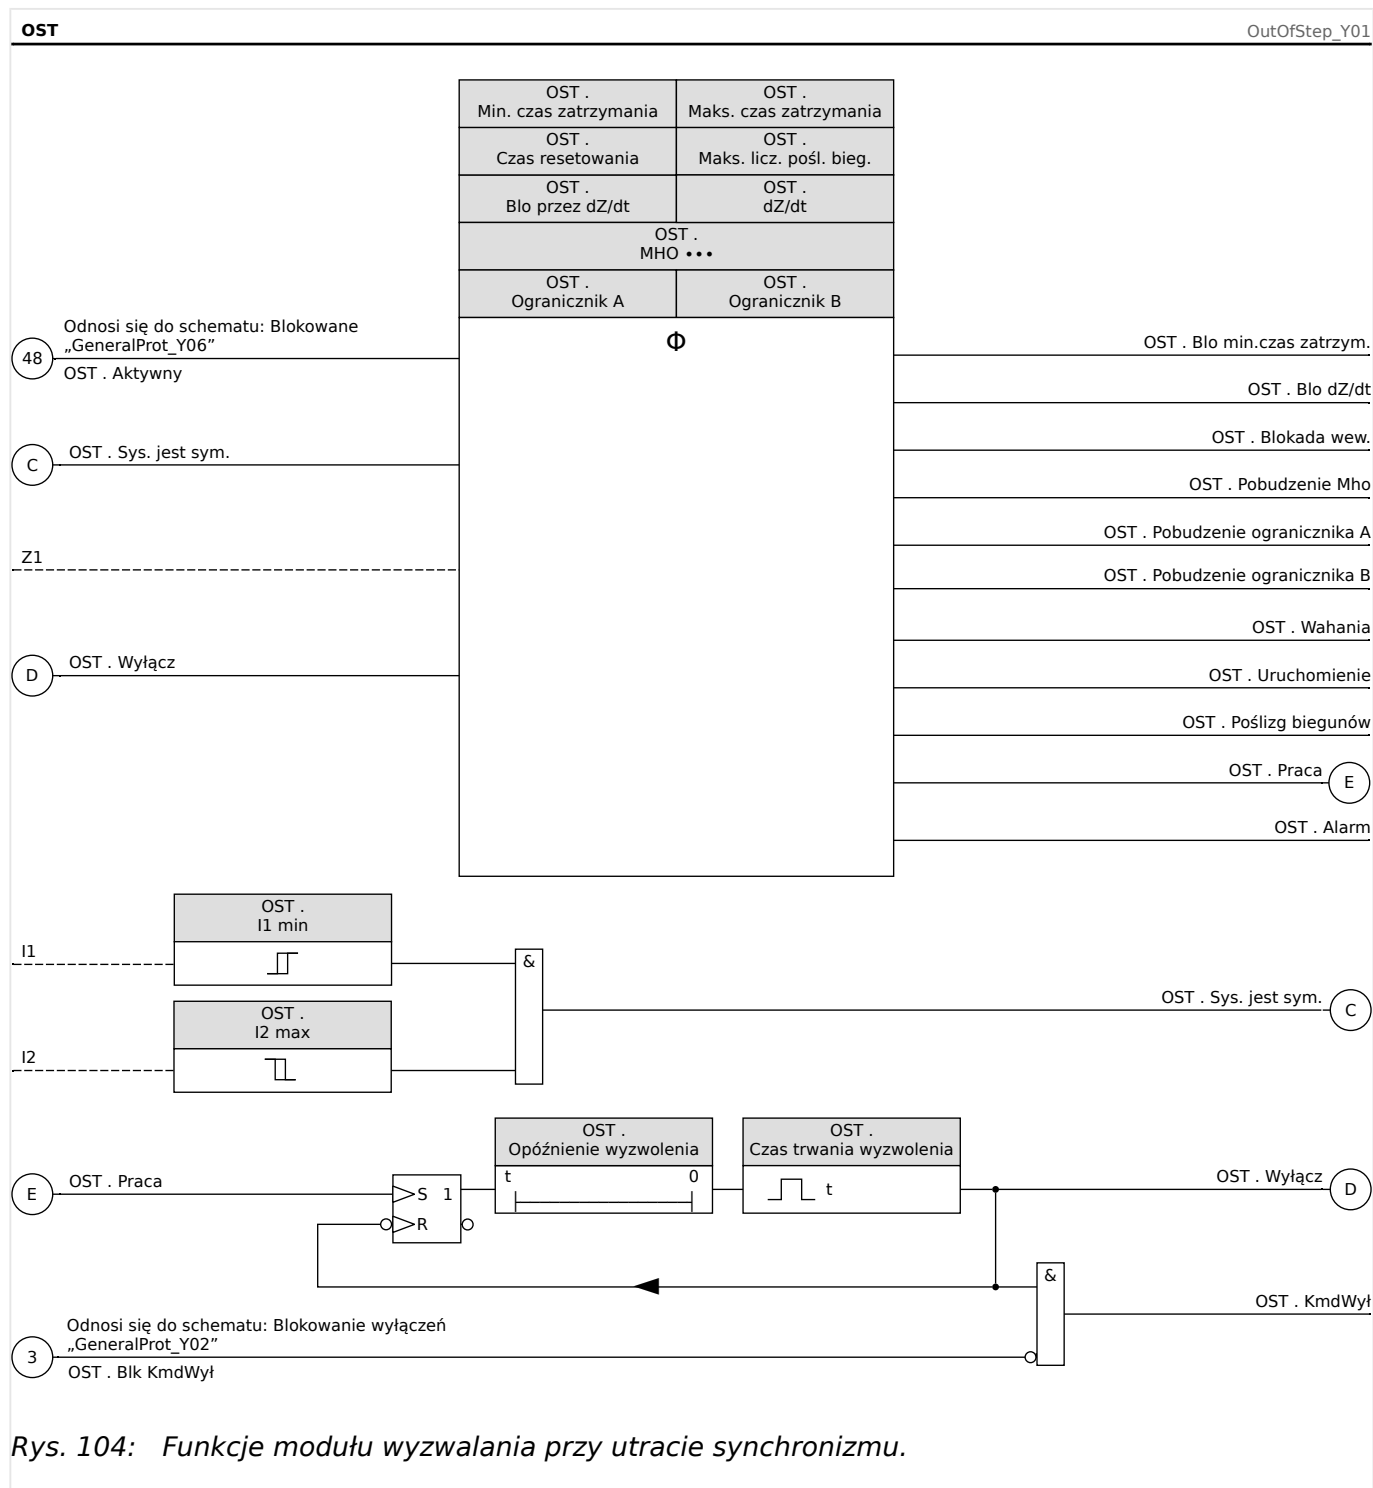 OST
OutOfStep_Y01
OST .
Min. czas zatrzymania
OST .
Maks. czas zatrzymania
OST .
Czas resetowania
OST .
Maks. licz. pośl. bieg.
OST .
Blo przez dZ/dt
OST .
dZ/dt
OST .
MHO •••
OST .
Ogranicznik A
OST .
Ogranicznik B
Φ
48
Odnosi się do schematu: Blokowane
„GeneralProt_Y06”
OST . Aktywny
C
OST . Sys. jest sym.
Z1
D
OST . Wyłącz
OST . Blo min.czas zatrzym.
OST . Blo dZ/dt
OST . Blokada wew.
OST . Pobudzenie Mho
OST . Pobudzenie ogranicznika A
OST . Pobudzenie ogranicznika B
OST . Wahania
OST . Uruchomienie
OST . Poślizg biegunów
OST . Praca
E
OST . Alarm
OST .
I1 min
I1
&
OST .
I2 max
I2
OST . Sys. jest sym.
C
E
OST . Praca
S 1
R
OST .
Opóźnienie wyzwolenia
t 0
OST .
Czas trwania wyzwolenia
t
OST . Wyłącz
D
&
OST . KmdWył
3
Odnosi się do schematu: Blokowanie wyłączeń
„GeneralProt_Y02”
OST . Blk KmdWył
Rys. 104: Funkcje modułu wyzwalania przy utracie synchronizmu.